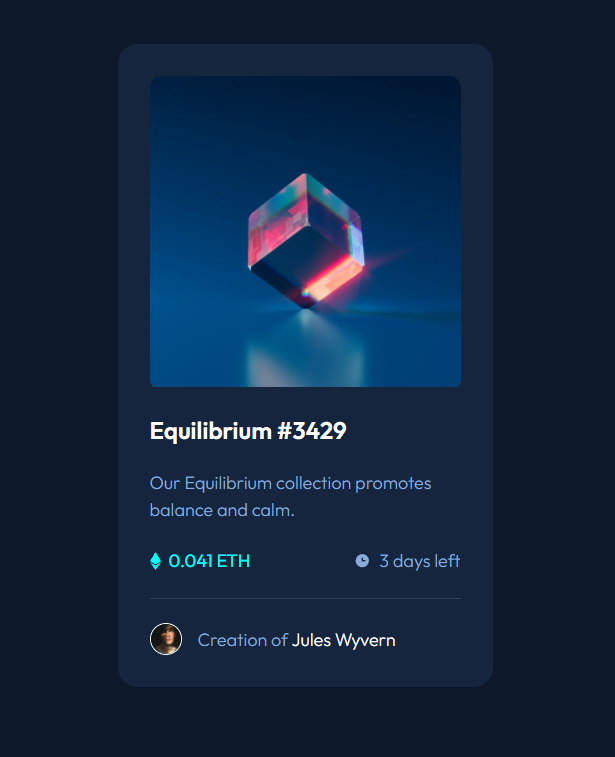 Equilibrium #3429
Our Equilibrium collection promotes
balance and calm.
0.041 ETH
3 days left
Creation of Jules Wyvern